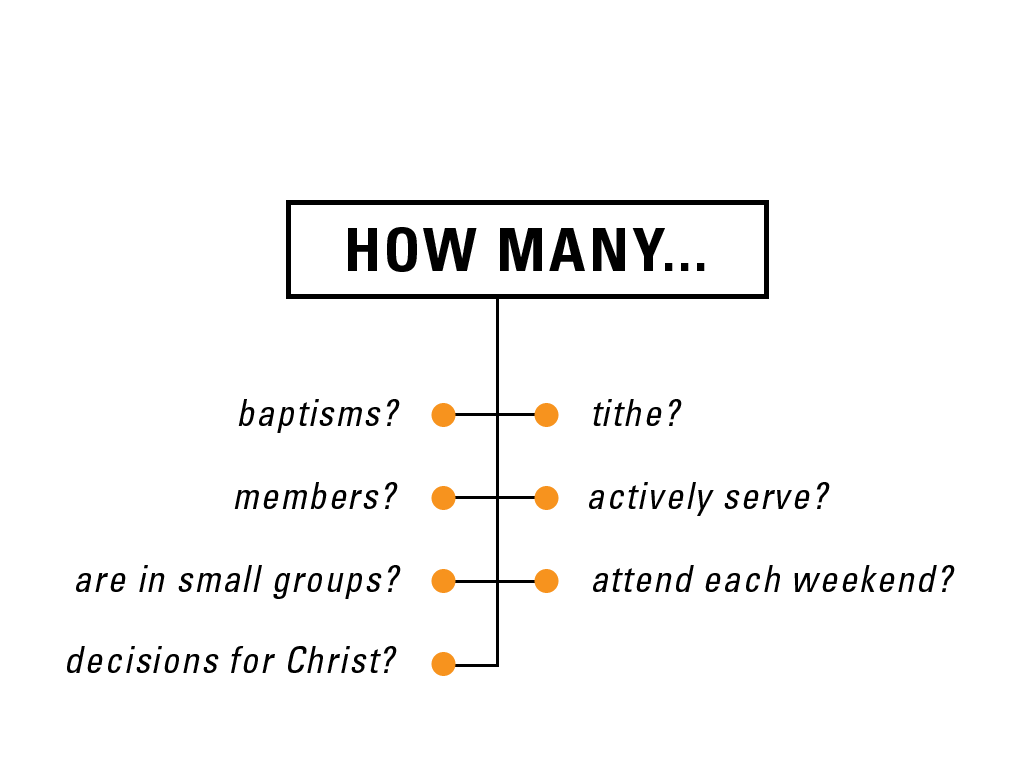 HOW MANY...
baptisms?
tithe?
members?
actively serve?
are in small groups?
attend each weekend?
decisions for Christ?